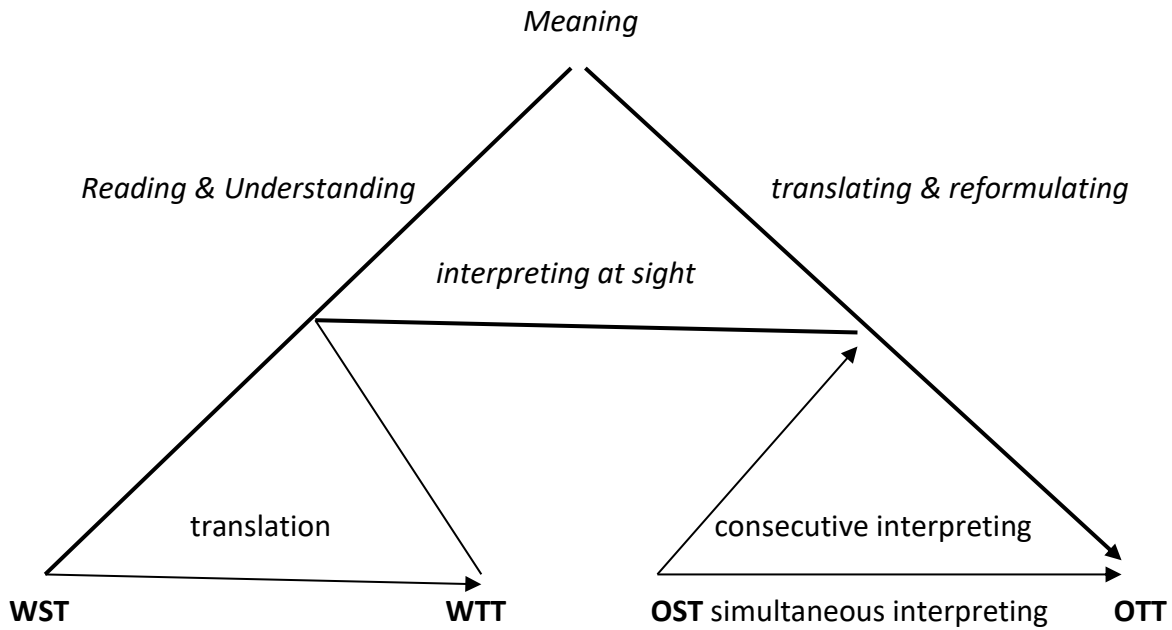 Meaning
Reading & Understanding
translating & reformulating
interpreting at sight
translation
consecutive interpreting
WST
WTT
OST simultaneous interpreting
OTT